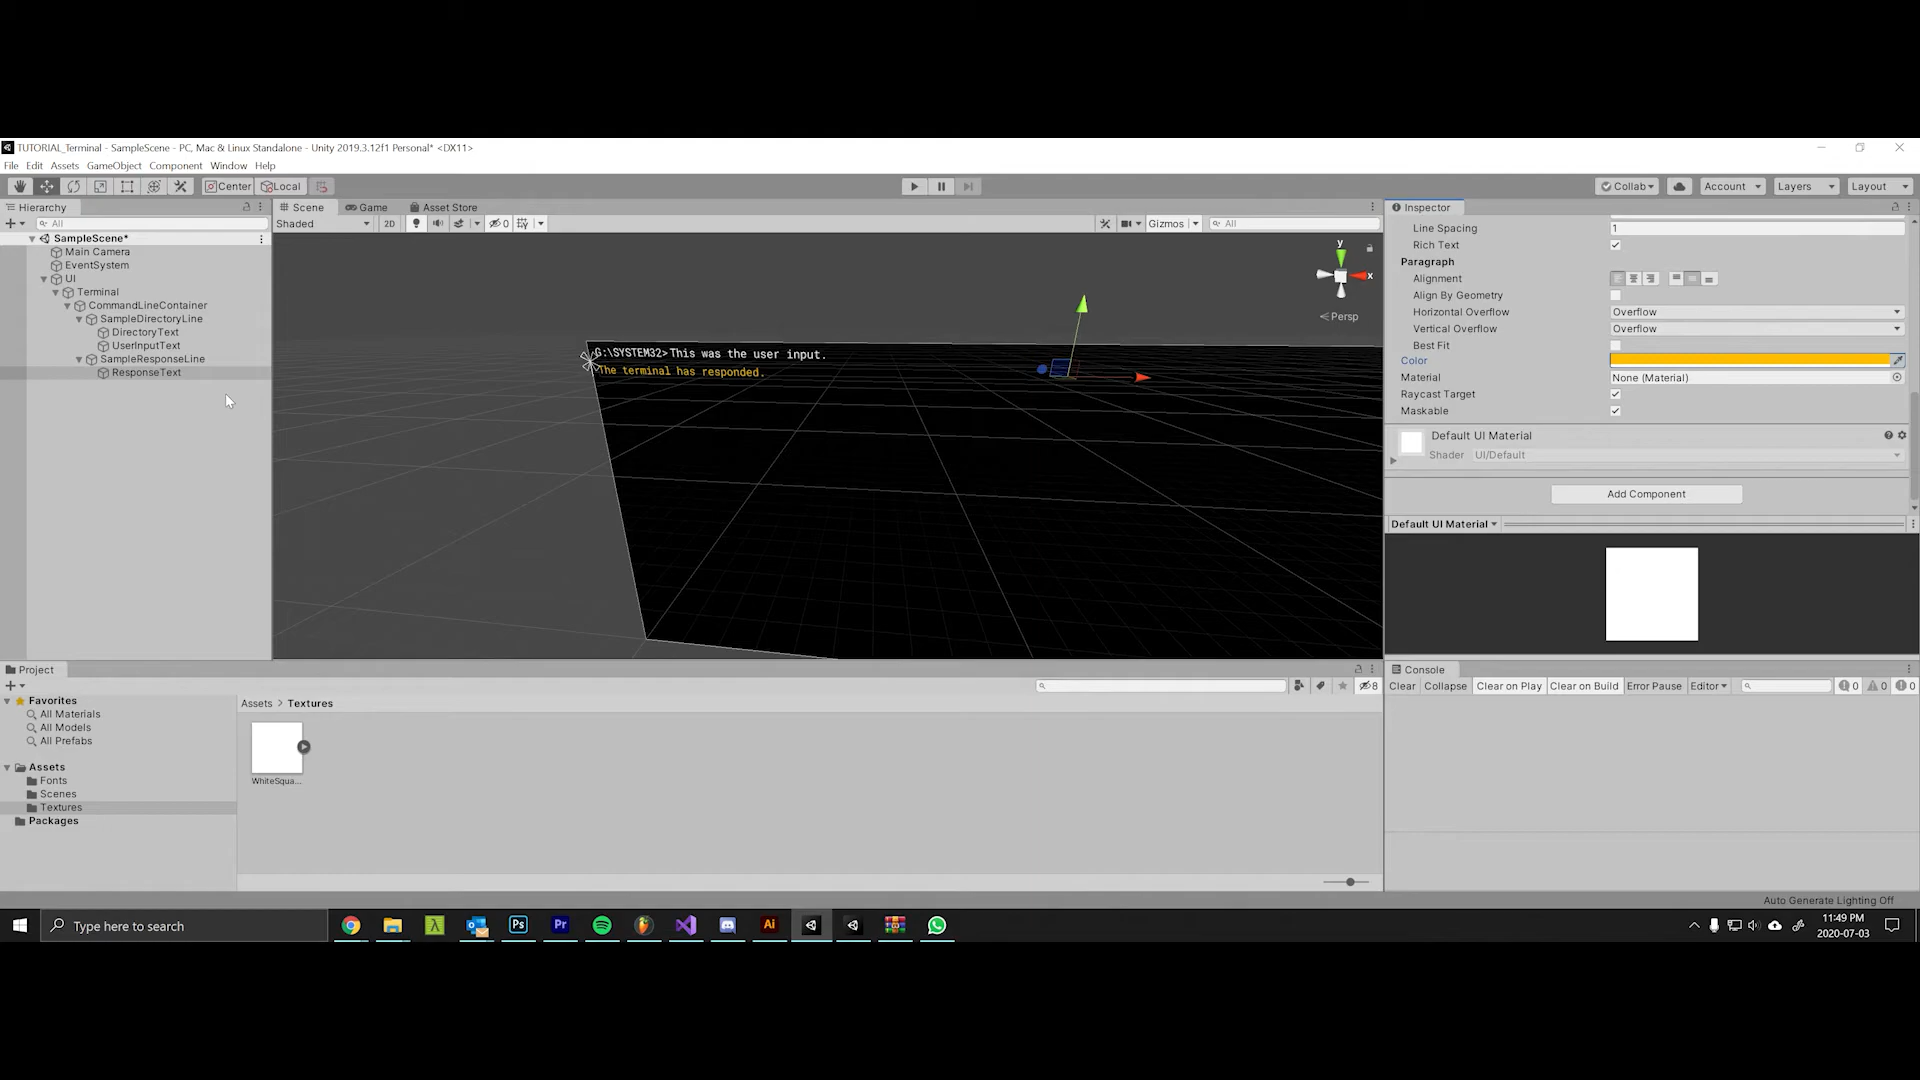 TUTORIAL_Terminal - SampleScene - PC, Mac & Linux Standalone - Unity 2019.3.12f1 Personal* <DX11>
File Edit Assets GameObject Component Window Help
Center Local Collab Account Layers Layout
Hierarchy
All
SampleScene*
Main Camera
EventSystem
UI
Terminal
CommandLineContainer
SampleDirectoryLine
DirectoryText
UserInputText
SampleResponseLine
ResponseText
Scene Game Asset Store
Shaded 2D 0 Gizmos All
y
x
Persp
G:\SYSTEM32>This was the user input.
The terminal has responded.
Inspector
Line Spacing 1
Rich Text
Paragraph
Alignment
Align By Geometry
Horizontal Overflow Overflow
Vertical Overflow Overflow
Best Fit
Color
Material None (Material)
Raycast Target
Maskable
Default UI Material
Shader UI/Default
Add Component
Default UI Material
Project
8
Favorites
All Materials
All Models
All Prefabs
Assets
Fonts
Scenes
Textures
Packages
Assets > Textures
WhiteSqua...
Console
Clear Collapse Clear on Play Clear on Build Error Pause Editor 0 0 0
Auto Generate Lighting Off
Type here to search
Ps Pr Ai
11:49 PM
2020-07-03